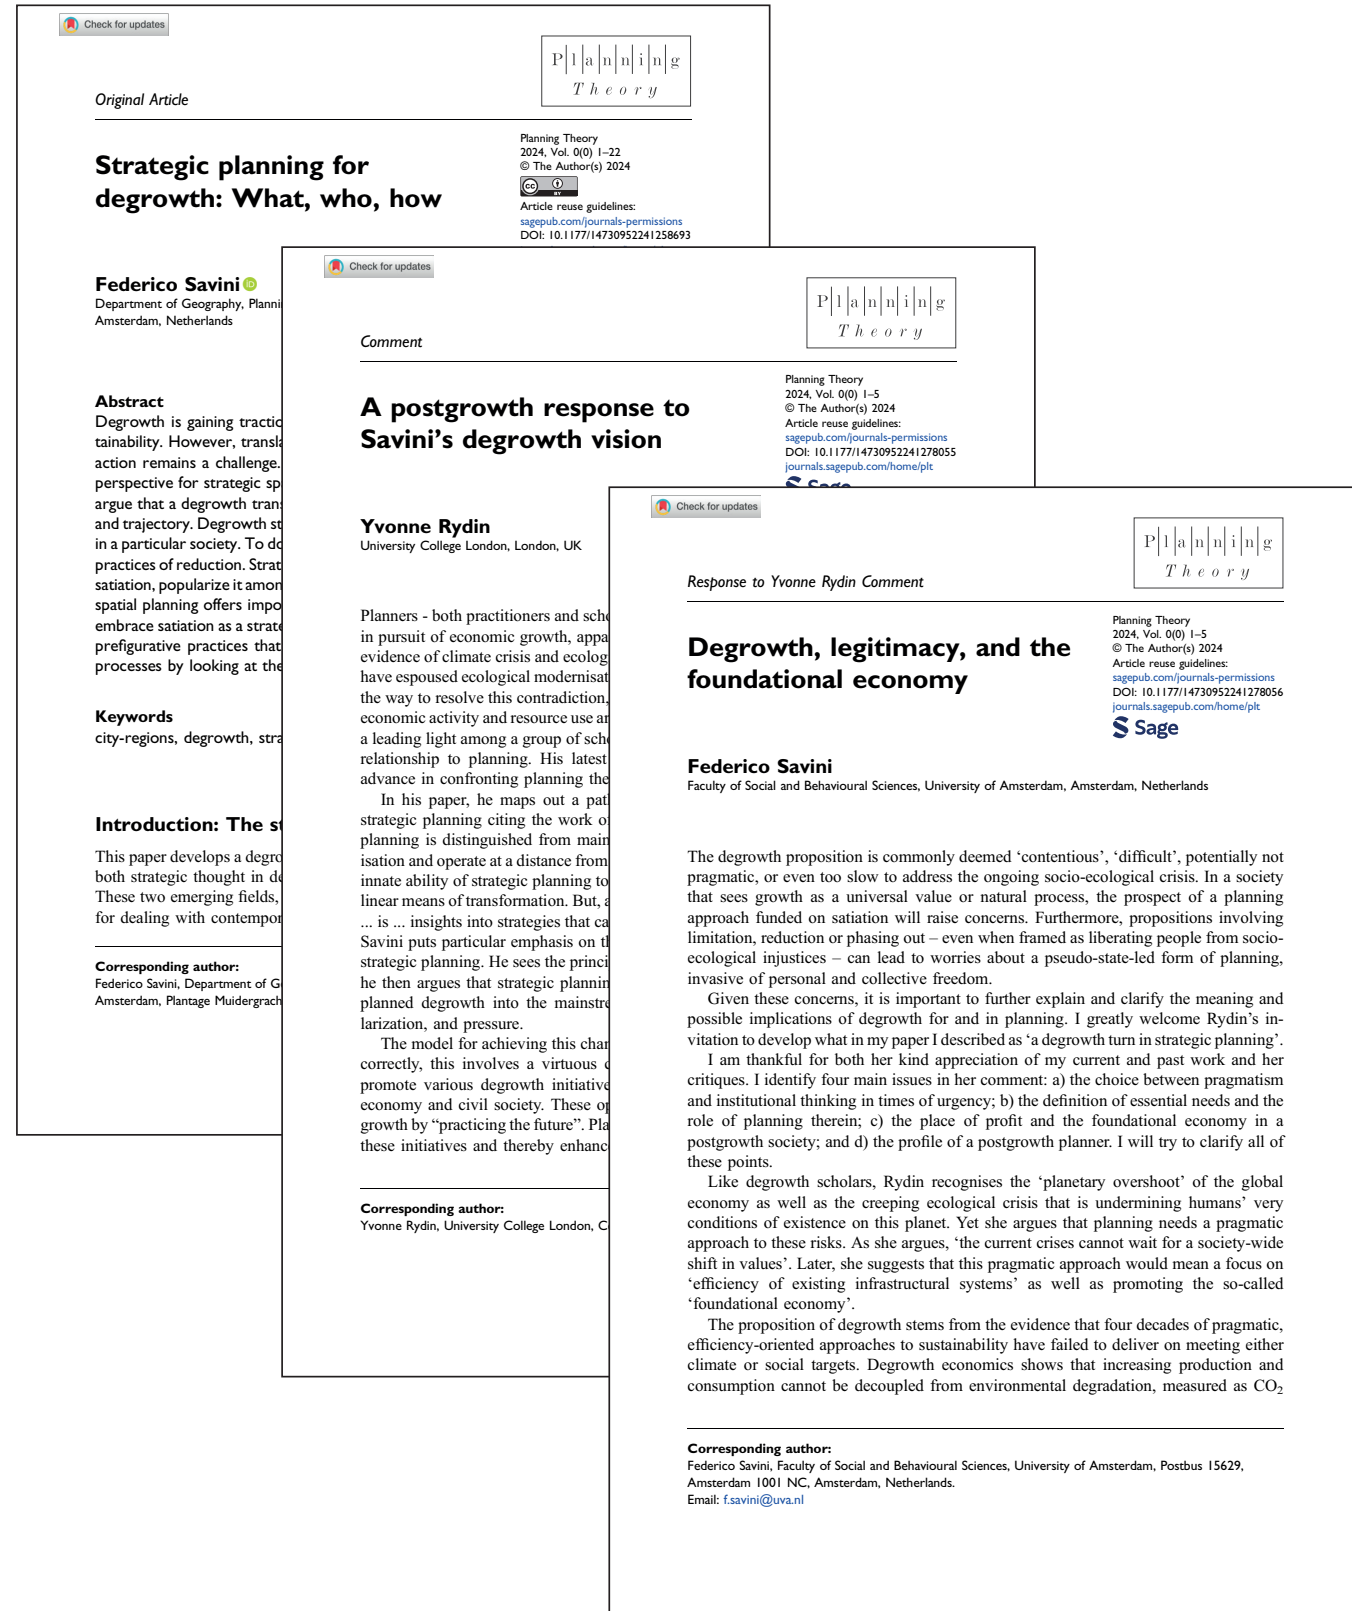 Check for updates
Planning
Theory
Original Article
Strategic planning for
degrowth: What, who, how
Planning Theory
2024, Vol. 0(0) 1–22
© The Author(s) 2024
cc
BY
Article reuse guidelines:
sagepub.com/journals-permissions
DOI: 10.1177/14730952241258693
Federico Savini
iD
Department of Geography,
Amsterdam, Netherlands
Abstract
Degrowth is gaining
tainability. However,
action remains a challenge.
perspective for strategic
argue that a degrowth
and trajectory. Degrowth
in a particular society. To
practices of reduction.
satiation, popularize it
spatial planning offers
embrace satiation as a
prefigurative practices that
processes by looking at the
Keywords
city-regions, degrowth,
Introduction: The
This paper develops a
both strategic thought in
These two emerging fields,
for dealing with
Corresponding author:
Federico Savini, Department of
Amsterdam, Plantage
Check for updates
Planning
Theory
Comment
A postgrowth response to
Savini’s degrowth vision
Planning Theory
2024, Vol. 0(0) 1–5
© The Author(s) 2024
Article reuse guidelines:
sagepub.com/journals-permissions
DOI: 10.1177/14730952241278055
journals.sagepub.com/home/plt
Sage
Yvonne Rydin
University College London, London, UK
Planners - both practitioners and
in pursuit of economic growth,
evidence of climate crisis and
have espoused ecological
the way to resolve this contradiction,
economic activity and resource use
a leading light among a group of
relationship to planning. His latest
advance in confronting planning
In his paper, he maps out a
strategic planning citing the work
planning is distinguished from
isation and operate at a distance from
innate ability of strategic planning to
linear means of transformation. But,
... is ... insights into strategies that
Savini puts particular emphasis on
strategic planning. He sees the
he then argues that strategic
planned degrowth into the
larization, and pressure.
The model for achieving this
correctly, this involves a virtuous
promote various degrowth
economy and civil society. These
growth by “practicing the future”.
these initiatives and thereby
Corresponding author:
Yvonne Rydin, University College London,
Check for updates
Planning
Theory
Response to Yvonne Rydin Comment
Degrowth, legitimacy, and the
foundational economy
Planning Theory
2024, Vol. 0(0) 1–5
© The Author(s) 2024
Article reuse guidelines:
sagepub.com/journals-permissions
DOI: 10.1177/14730952241278056
journals.sagepub.com/home/plt
Sage
Federico Savini
Faculty of Social and Behavioural Sciences, University of Amsterdam, Amsterdam, Netherlands
The degrowth proposition is commonly deemed ‘contentious’, ‘difficult’, potentially not
pragmatic, or even too slow to address the ongoing socio-ecological crisis. In a society
that sees growth as a universal value or natural process, the prospect of a planning
approach funded on satiation will raise concerns. Furthermore, propositions involving
limitation, reduction or phasing out – even when framed as liberating people from socio-
ecological injustices – can lead to worries about a pseudo-state-led form of planning,
invasive of personal and collective freedom.
Given these concerns, it is important to further explain and clarify the meaning and
possible implications of degrowth for and in planning. I greatly welcome Rydin’s in-
vitation to develop what in my paper I described as ‘a degrowth turn in strategic planning’.
I am thankful for both her kind appreciation of my current and past work and her
critiques. I identify four main issues in her comment: a) the choice between pragmatism
and institutional thinking in times of urgency; b) the definition of essential needs and the
role of planning therein; c) the place of profit and the foundational economy in a
postgrowth society; and d) the profile of a postgrowth planner. I will try to clarify all of
these points.
Like degrowth scholars, Rydin recognises the ‘planetary overshoot’ of the global
economy as well as the creeping ecological crisis that is undermining humans’ very
conditions of existence on this planet. Yet she argues that planning needs a pragmatic
approach to these risks. As she argues, ‘the current crises cannot wait for a society-wide
shift in values’. Later, she suggests that this pragmatic approach would mean a focus on
‘efficiency of existing infrastructural systems’ as well as promoting the so-called
‘foundational economy’.
The proposition of degrowth stems from the evidence that four decades of pragmatic,
efficiency-oriented approaches to sustainability have failed to deliver on meeting either
climate or social targets. Degrowth economics shows that increasing production and
consumption cannot be decoupled from environmental degradation, measured as CO₂
Corresponding author:
Federico Savini, Faculty of Social and Behavioural Sciences, University of Amsterdam, Postbus 15629,
Amsterdam 1001 NC, Amsterdam, Netherlands.
Email: f.savini@uva.nl